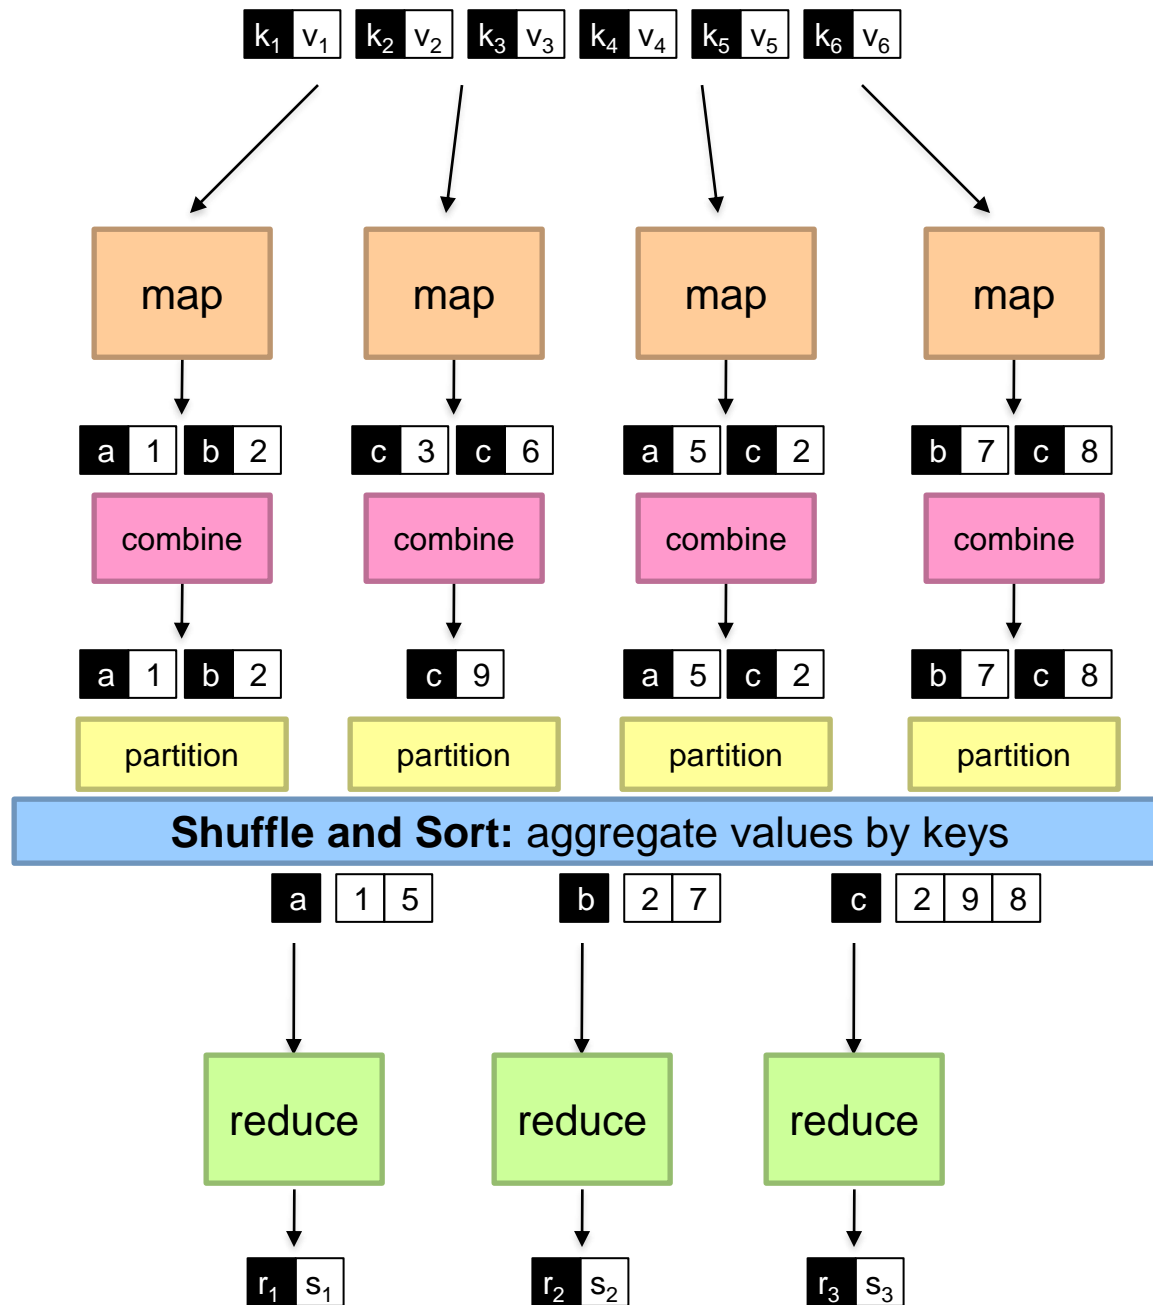 k₁ v₁ k₂ v₂ k₃ v₃ k₄ v₄ k₅ v₅ k₆ v₆
map map map map
a 1 b 2 c 3 c 6 a 5 c 2 b 7 c 8
combine combine combine combine
a 1 b 2 c 9 a 5 c 2 b 7 c 8
partition partition partition partition
Shuffle and Sort: aggregate values by keys
a 1 5 b 2 7 c 2 9 8
reduce reduce reduce
r₁ s₁ r₂ s₂ r₃ s₃